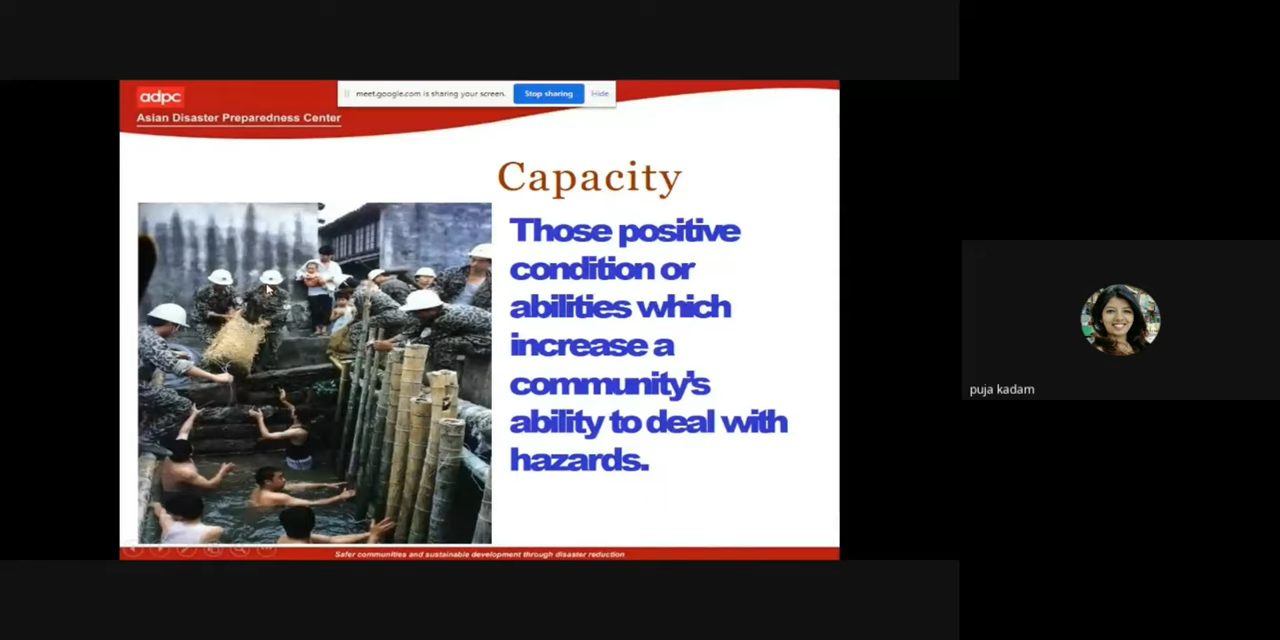 adpc
Asian Disaster Preparedness Center
meet.google.com is sharing your screen.
Stop sharing
Hide
Capacity
Those positive
condition or
abilities which
increase a
community's
ability to deal with
hazards.
puja kadam
Safer communities and sustainable development through disaster reduction